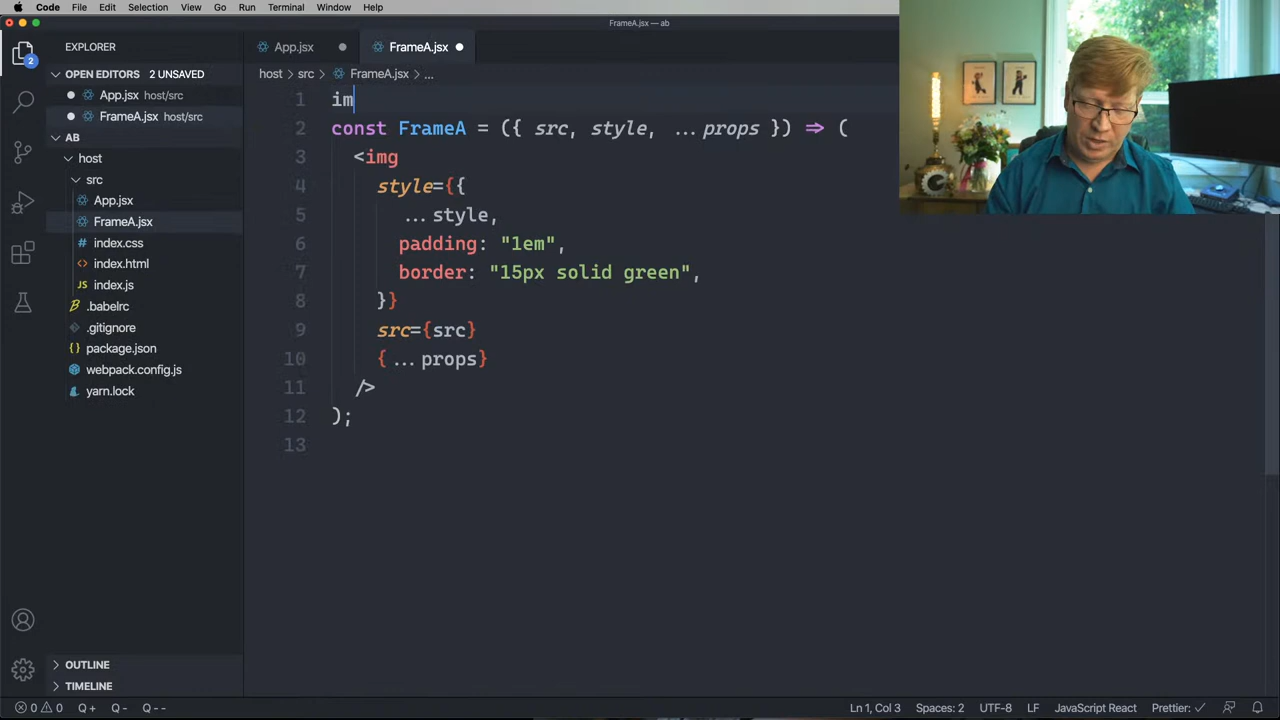 Code File Edit Selection View Go Run Terminal Window Help
FrameA.jsx — ab
EXPLORER
App.jsx
FrameA.jsx
OPEN EDITORS 2 UNSAVED
App.jsx host/src
FrameA.jsx host/src
AB
host
src
App.jsx
FrameA.jsx
index.css
index.html
index.js
.babelrc
.gitignore
package.json
webpack.config.js
yarn.lock
OUTLINE
TIMELINE
2
host > src > FrameA.jsx > ...
1 im
2 const FrameA = ({ src, style, ...props }) => (
3 <img
4 style={{
5 ...style,
6 padding: "1em",
7 border: "15px solid green",
8 }}
9 src={src}
10 {...props}
11 />
12 );
13
0 0 Q+ Q- Q-- Ln 1, Col 3 Spaces: 2 UTF-8 LF JavaScript React Prettier: ✓